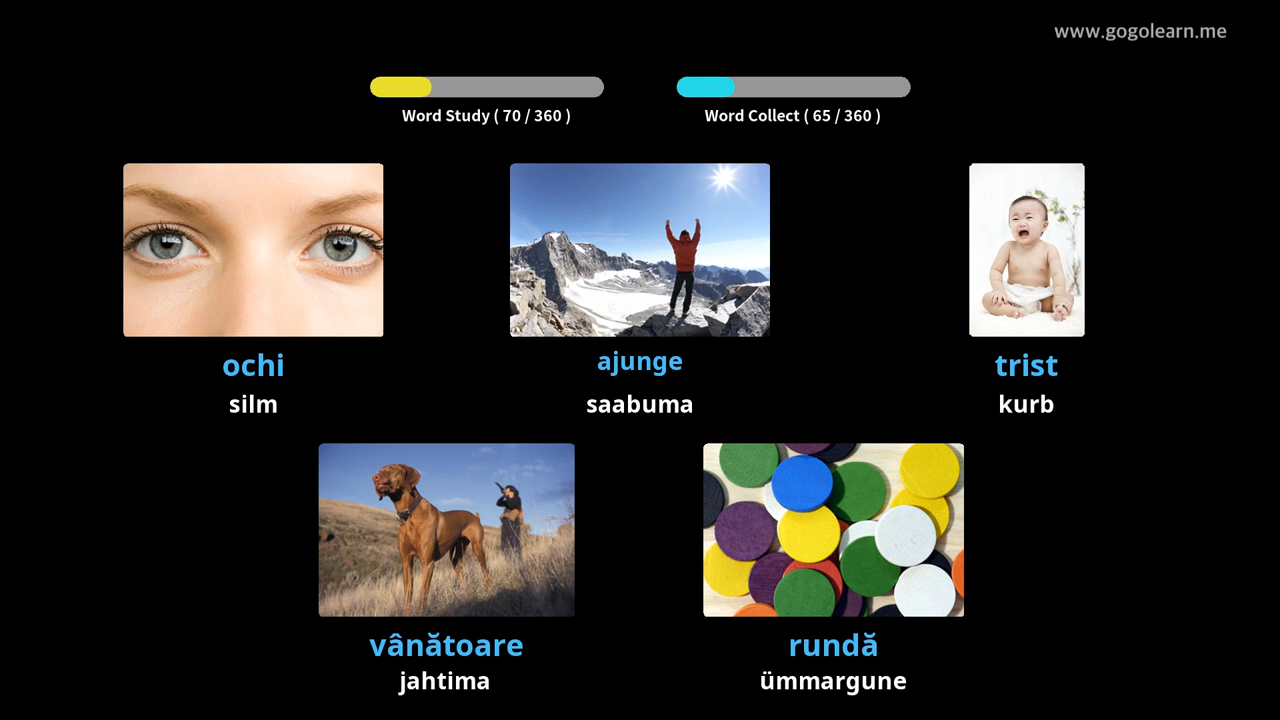 www.gogolearn.me
Word Study ( 70 / 360 )
Word Collect ( 65 / 360 )
ochi
silm
ajunge
saabuma
trist
kurb
vânătoare
jahtima
rundă
ümmargune